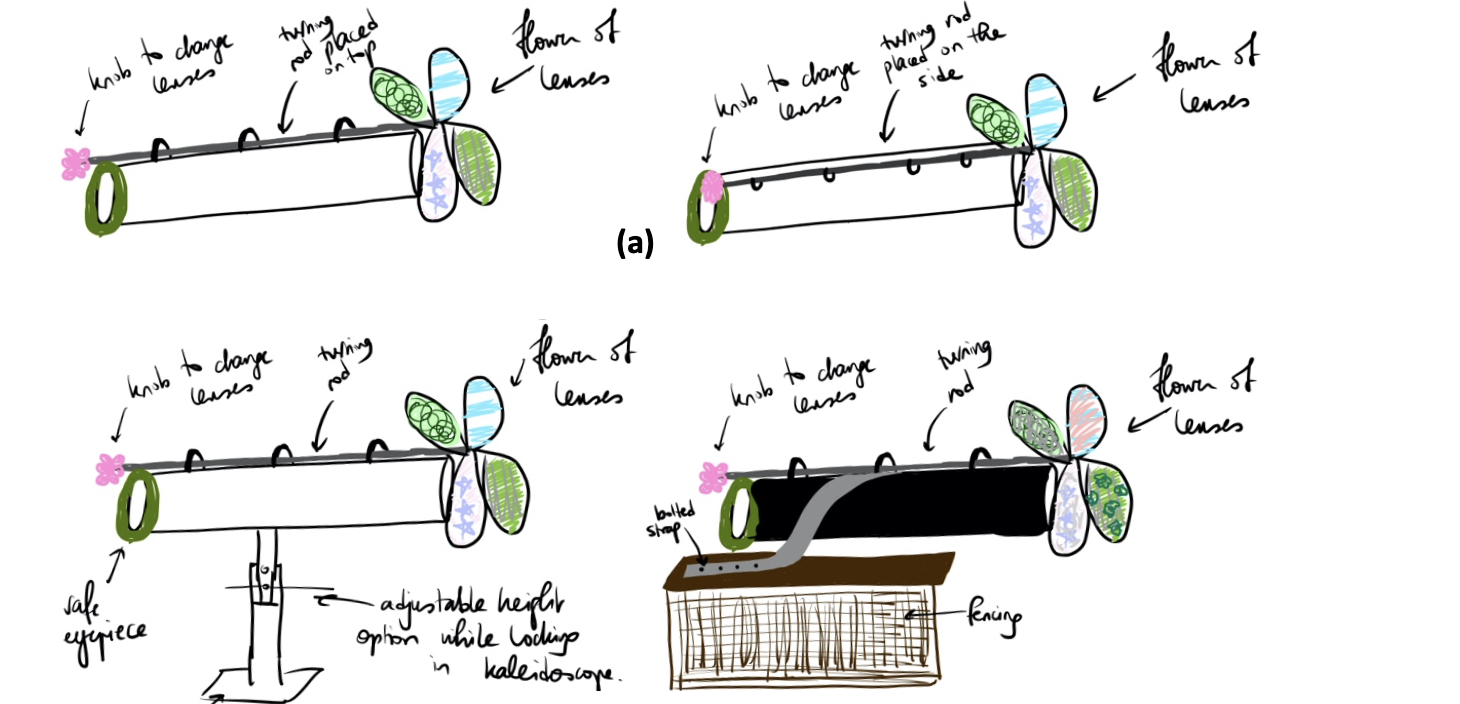 knob to change
lenses
turning
rod placed
on top
flower of
lenses
knob to change
lenses
turning rod
placed on the
side
flower of
lenses
(a)
knob to change
lenses
turning
rod
flower of
lenses
safe
eyepiece
adjustable height
option while looking
in kaleidoscope.
knob to change
lenses
turning
rod
flower of
lenses
bolted
strap
fencing